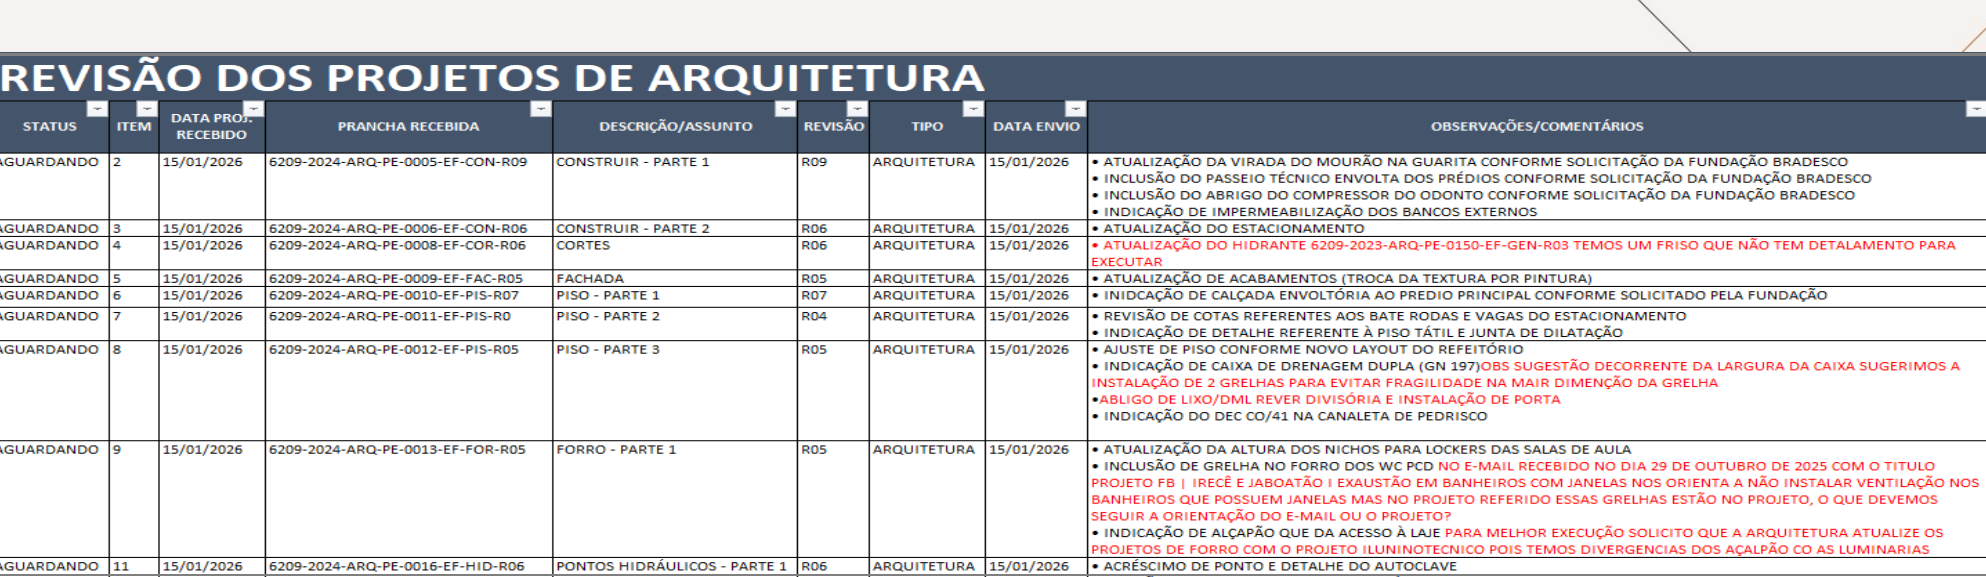 REVISÃO DOS PROJETOS DE ARQUITETURA
STATUS ITEM DATA PROJ. RECEBIDO PRANCHA RECEBIDA DESCRIÇÃO/ASSUNTO REVISÃO TIPO DATA ENVIO OBSERVAÇÕES/COMENTÁRIOS
AGUARDANDO 2 15/01/2026 6209-2024-ARQ-PE-0005-EF-CON-R09 CONSTRUIR - PARTE 1 R09 ARQUITETURA 15/01/2026 • ATUALIZAÇÃO DA VIRADA DO MOURÃO NA GUARITA CONFORME SOLICITAÇÃO DA FUNDAÇÃO BRADESCO
• INCLUSÃO DO PASSEIO TÉCNICO ENVOLTA DOS PRÉDIOS CONFORME SOLICITAÇÃO DA FUNDAÇÃO BRADESCO
• INCLUSÃO DO ABRIGO DO COMPRESSOR DO ODONTO CONFORME SOLICITAÇÃO DA FUNDAÇÃO BRADESCO
• INDICAÇÃO DE IMPERMEABILIZAÇÃO DOS BANCOS EXTERNOS
AGUARDANDO 3 15/01/2026 6209-2024-ARQ-PE-0006-EF-CON-R06 CONSTRUIR - PARTE 2 R06 ARQUITETURA 15/01/2026 • ATUALIZAÇÃO DO ESTACIONAMENTO
AGUARDANDO 4 15/01/2026 6209-2024-ARQ-PE-0008-EF-COR-R06 CORTES R06 ARQUITETURA 15/01/2026 • ATUALIZAÇÃO DO HIDRANTE 6209-2023-ARQ-PE-0150-EF-GEN-R03 TEMOS UM FRISO QUE NÃO TEM DETALAMENTO PARA
EXECUTAR
AGUARDANDO 5 15/01/2026 6209-2024-ARQ-PE-0009-EF-FAC-R05 FACHADA R05 ARQUITETURA 15/01/2026 • ATUALIZAÇÃO DE ACABAMENTOS (TROCA DA TEXTURA POR PINTURA)
AGUARDANDO 6 15/01/2026 6209-2024-ARQ-PE-0010-EF-PIS-R07 PISO - PARTE 1 R07 ARQUITETURA 15/01/2026 • INIDCAÇÃO DE CALÇADA ENVOLTÓRIA AO PREDIO PRINCIPAL CONFORME SOLICITADO PELA FUNDAÇÃO
AGUARDANDO 7 15/01/2026 6209-2024-ARQ-PE-0011-EF-PIS-R0 PISO - PARTE 2 R04 ARQUITETURA 15/01/2026 • REVISÃO DE COTAS REFERENTES AOS BATE RODAS E VAGAS DO ESTACIONAMENTO
• INDICAÇÃO DE DETALHE REFERENTE À PISO TÁTIL E JUNTA DE DILATAÇÃO
AGUARDANDO 8 15/01/2026 6209-2024-ARQ-PE-0012-EF-PIS-R05 PISO - PARTE 3 R05 ARQUITETURA 15/01/2026 • AJUSTE DE PISO CONFORME NOVO LAYOUT DO REFEITÓRIO
• INDICAÇÃO DE CAIXA DE DRENAGEM DUPLA (GN 197)OBS SUGESTÃO DECORRENTE DA LARGURA DA CAIXA SUGERIMOS A
INSTALAÇÃO DE 2 GRELHAS PARA EVITAR FRAGILIDADE NA MAIR DIMENÇÃO DA GRELHA
•ABLIGO DE LIXO/DML REVER DIVISÓRIA E INSTALAÇÃO DE PORTA
• INDICAÇÃO DO DEC CO/41 NA CANALETA DE PEDRISCO
AGUARDANDO 9 15/01/2026 6209-2024-ARQ-PE-0013-EF-FOR-R05 FORRO - PARTE 1 R05 ARQUITETURA 15/01/2026 • ATUALIZAÇÃO DA ALTURA DOS NICHOS PARA LOCKERS DAS SALAS DE AULA
• INCLUSÃO DE GRELHA NO FORRO DOS WC PCD NO E-MAIL RECEBIDO NO DIA 29 DE OUTUBRO DE 2025 COM O TITULO
PROJETO FB | IRECÊ E JABOATÃO I EXAUSTÃO EM BANHEIROS COM JANELAS NOS ORIENTA A NÃO INSTALAR VENTILAÇÃO NOS
BANHEIROS QUE POSSUEM JANELAS MAS NO PROJETO REFERIDO ESSAS GRELHAS ESTÃO NO PROJETO, O QUE DEVEMOS
SEGUIR A ORIENTAÇÃO DO E-MAIL OU O PROJETO?
• INDICAÇÃO DE ALÇAPÃO QUE DA ACESSO À LAJE PARA MELHOR EXECUÇÃO SOLICITO QUE A ARQUITETURA ATUALIZE OS
PROJETOS DE FORRO COM O PROJETO ILUNINOTECNICO POIS TEMOS DIVERGENCIAS DOS AÇALPÃO CO AS LUMINARIAS
AGUARDANDO 11 15/01/2026 6209-2024-ARQ-PE-0016-EF-HID-R06 PONTOS HIDRÁULICOS - PARTE 1 R06 ARQUITETURA 15/01/2026 • ACRÉSCIMO DE PONTO E DETALHE DO AUTOCLAVE